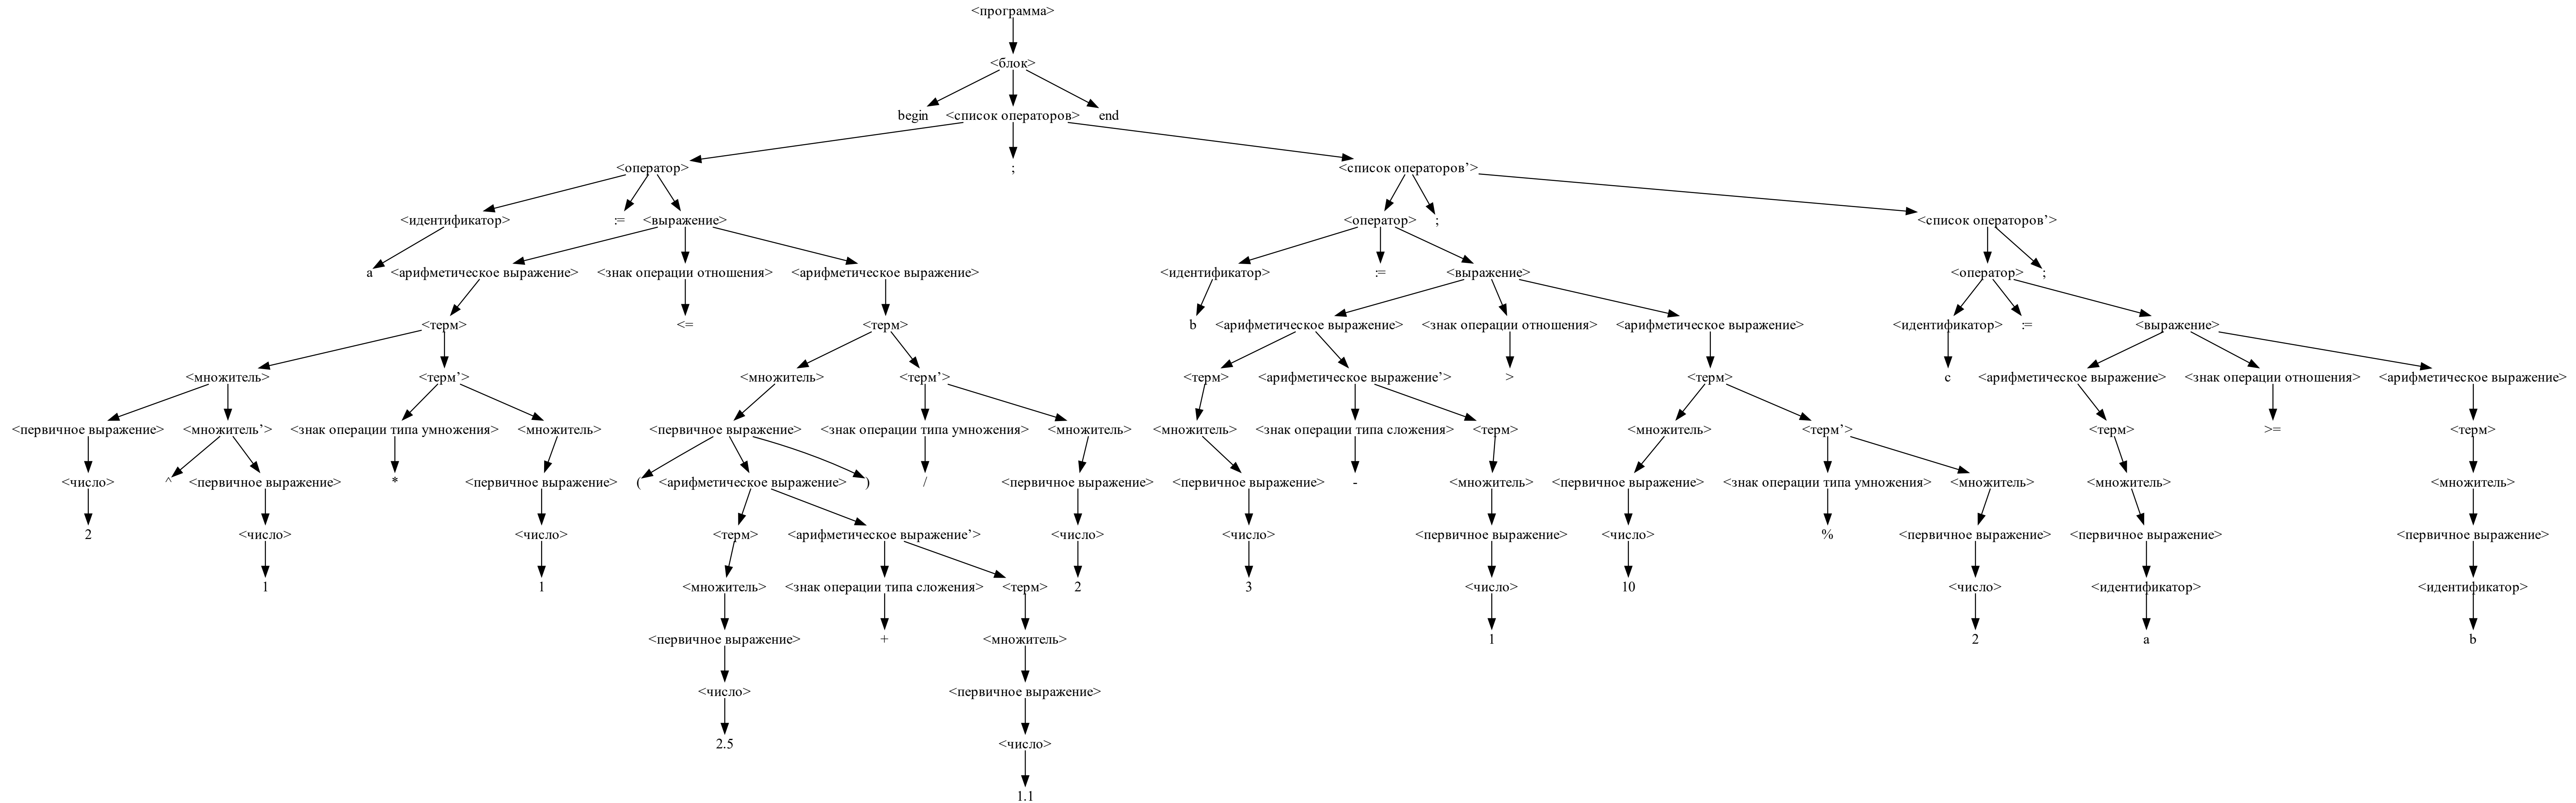 <программа>
<блок>
begin <список операторов> end
<оператор> ; <список операторов’>
<идентификатор> := <выражение> <оператор> ; <список операторов’>
a <арифметическое выражение> <знак операции отношения> <арифметическое выражение> <идентификатор> := <выражение> <оператор> ;
<терм> <= <терм> b <арифметическое выражение> <знак операции отношения> <арифметическое выражение> <идентификатор> := <выражение>
<множитель> <терм’> <множитель> <терм’> <терм> <арифметическое выражение’> > <терм> c <арифметическое выражение> <знак операции отношения> <арифметическое выражение>
<первичное выражение> <множитель’> <знак операции типа умножения> <множитель> <первичное выражение> <знак операции типа умножения> <множитель> <множитель> <знак операции типа сложения> <терм> <множитель> <терм’> <терм> >= <терм>
<число> ^ <первичное выражение> * <первичное выражение> ( <арифметическое выражение> ) / <первичное выражение> <первичное выражение> - <множитель> <первичное выражение> <знак операции типа умножения> <множитель> <множитель> <множитель>
2 <число> <число> <терм> <арифметическое выражение’> <число> <число> <первичное выражение> <число> % <первичное выражение> <первичное выражение> <первичное выражение>
1 1 <множитель> <знак операции типа сложения> <терм> 2 3 <число> 10 <число> <идентификатор> <идентификатор>
<первичное выражение> + <множитель> 1 2 a b
<число> <первичное выражение>
2.5 <число>
1.1